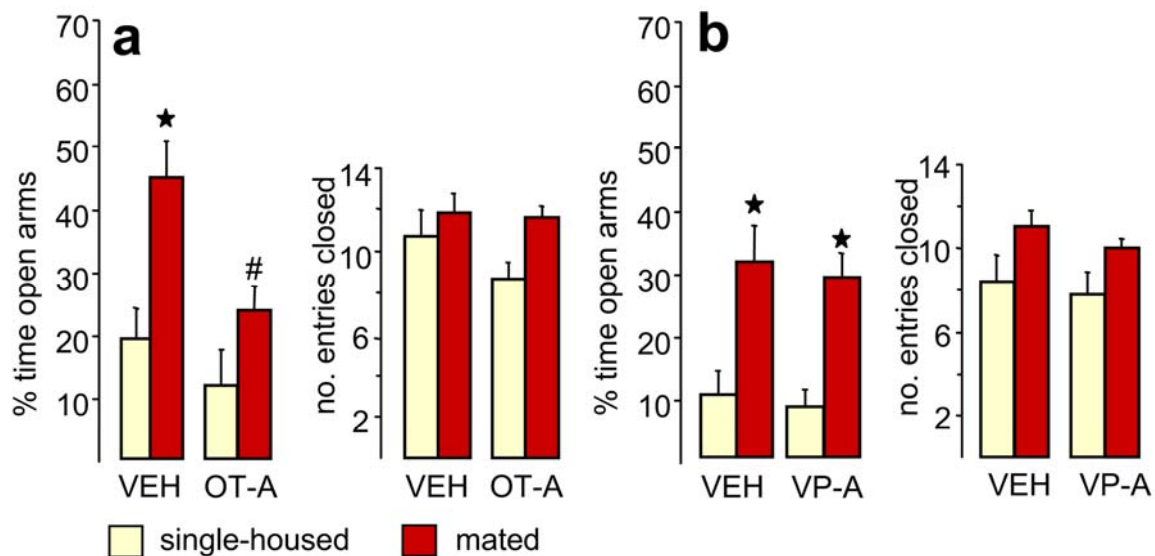 a
% time open arms
70
60
50
40
30
20
10
★
#
VEH OT-A
no. entries closed
14
10
6
2
VEH OT-A
b
% time open arms
70
60
50
40
30
20
10
★
★
VEH VP-A
no. entries closed
14
10
6
2
VEH VP-A
single-housed mated